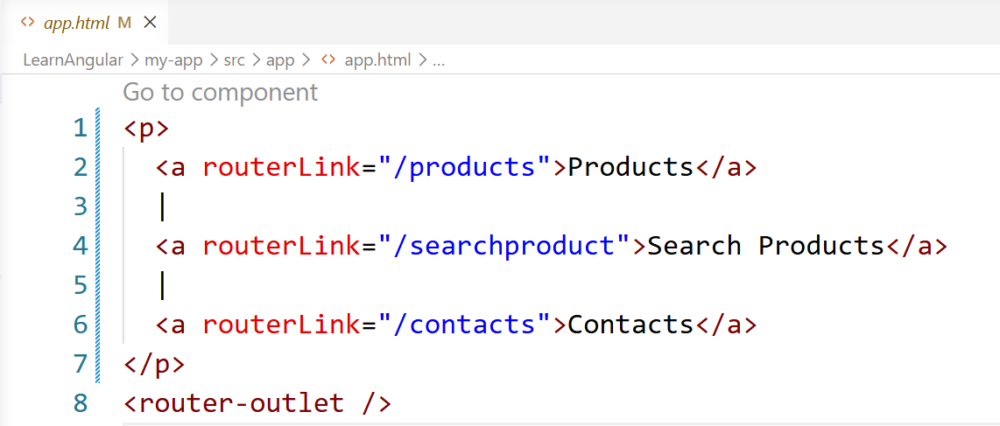 <> app.html M ×
LearnAngular > my-app > src > app > <> app.html > ...
Go to component
1 <p>
2   <a routerLink="/products">Products</a>
3   |
4   <a routerLink="/searchproduct">Search Products</a>
5   |
6   <a routerLink="/contacts">Contacts</a>
7 </p>
8 <router-outlet />